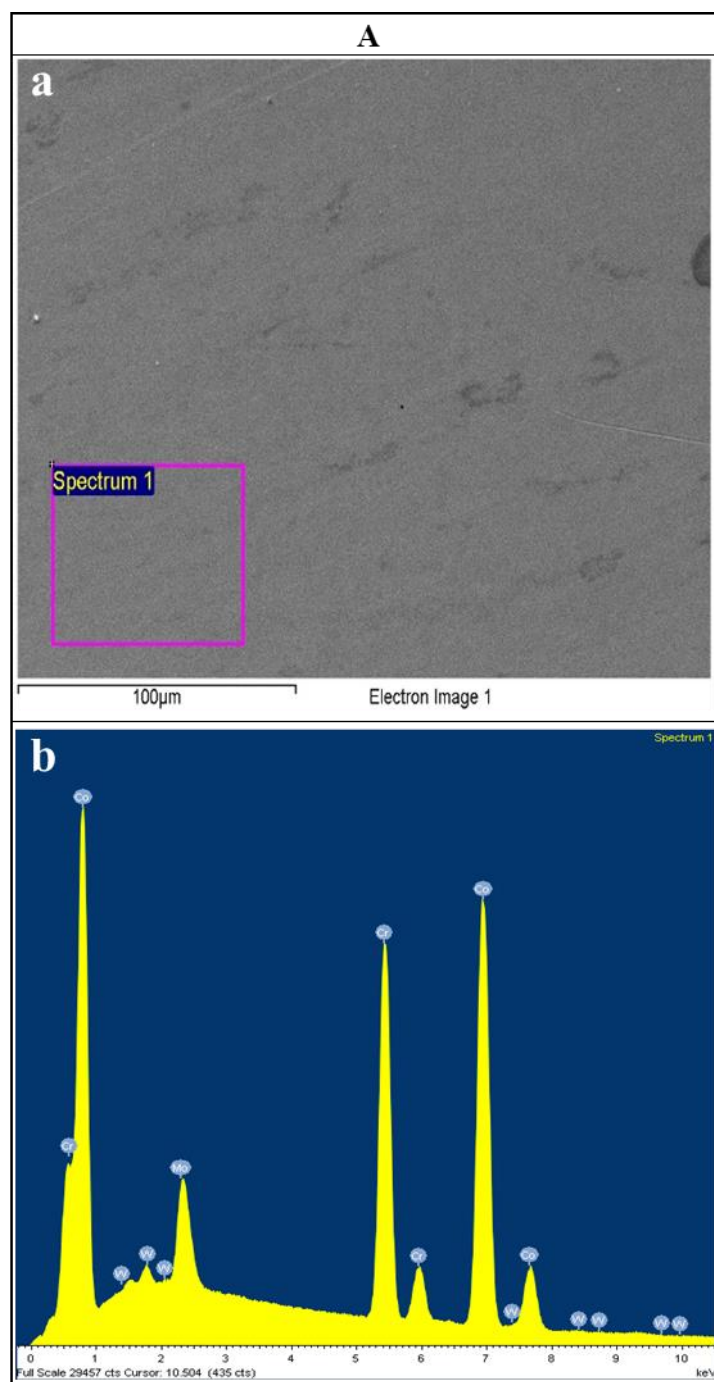 A
a
Spectrum 1
100µm Electron Image 1
b
Spectrum 1
Co
Co
Cr
Cr
Mo
W
W
W
Cr
Co
W
W
W
W
W
0 1 2 3 4 5 6 7 8 9 10
Full Scale 29457 cts Cursor: 10.504 (435 cts) keV